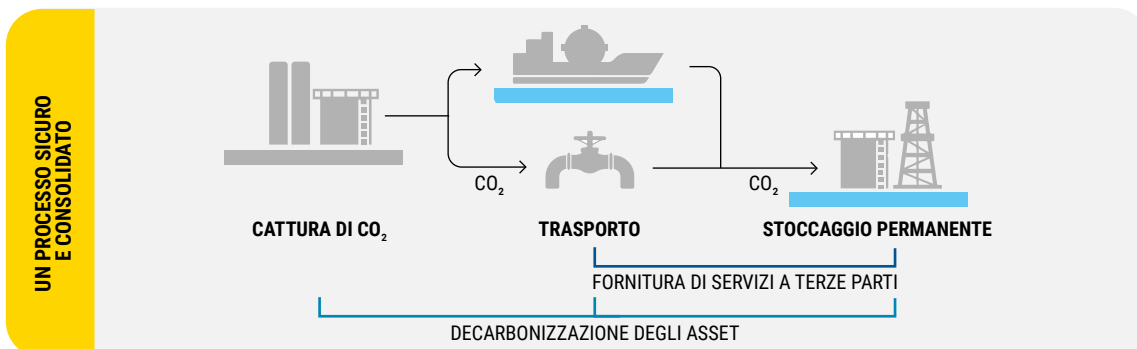 UN PROCESSO SICURO
E CONSOLIDATO
CO₂
CO₂
CATTURA DI CO₂
TRASPORTO
STOCCAGGIO PERMANENTE
FORNITURA DI SERVIZI A TERZE PARTI
DECARBONIZZAZIONE DEGLI ASSET